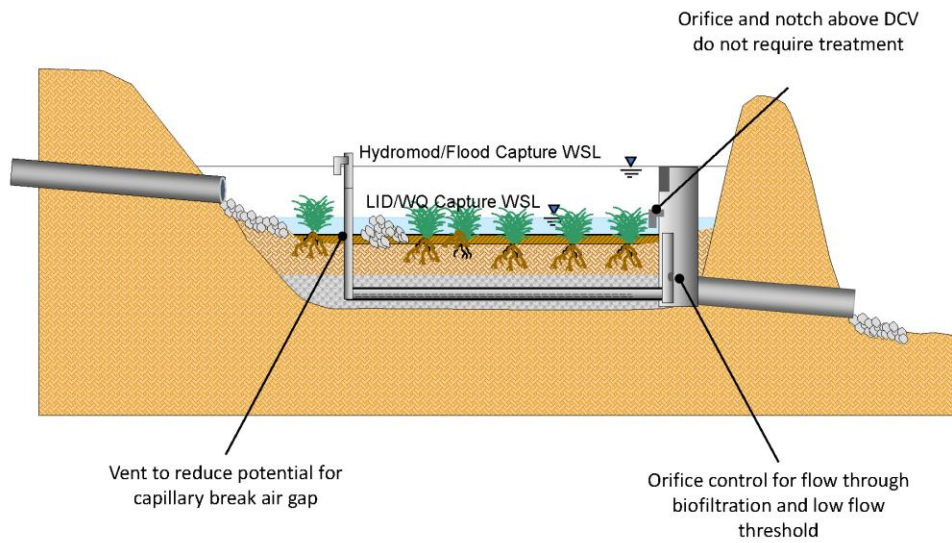 Orifice and notch above DCV
do not require treatment
Hydromod/Flood Capture WSL
LID/WQ Capture WSL
Vent to reduce potential for
capillary break air gap
Orifice control for flow through
biofiltration and low flow
threshold